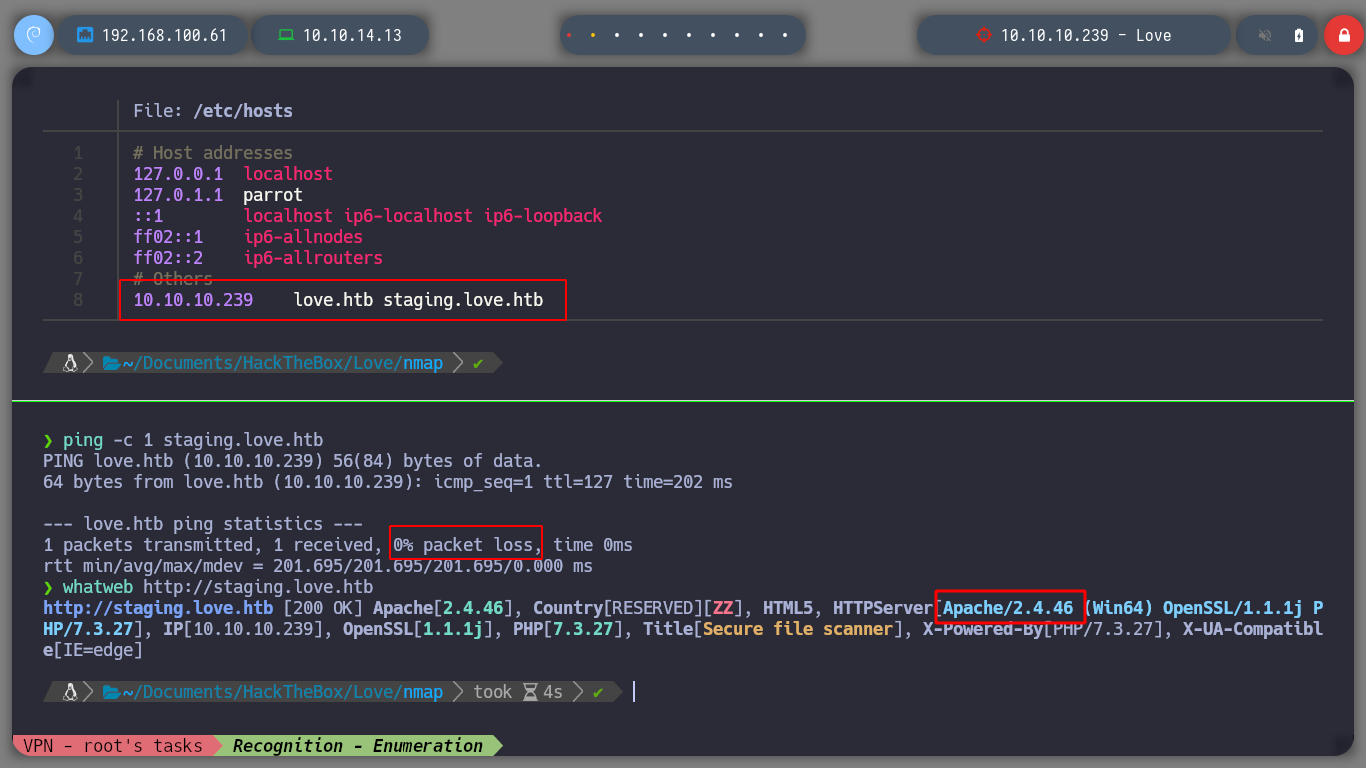 192.168.100.61 10.10.14.13 10.10.10.239 - Love
File: /etc/hosts
1 # Host addresses
2 127.0.0.1 localhost
3 127.0.1.1 parrot
4 ::1 localhost ip6-localhost ip6-loopback
5 ff02::1 ip6-allnodes
6 ff02::2 ip6-allrouters
7 # Others
8 10.10.10.239 love.htb staging.love.htb
~/Documents/HackTheBox/Love/nmap ✔
❯ ping -c 1 staging.love.htb
PING love.htb (10.10.10.239) 56(84) bytes of data.
64 bytes from love.htb (10.10.10.239): icmp_seq=1 ttl=127 time=202 ms
--- love.htb ping statistics ---
1 packets transmitted, 1 received, 0% packet loss, time 0ms
rtt min/avg/max/mdev = 201.695/201.695/201.695/0.000 ms
❯ whatweb http://staging.love.htb
http://staging.love.htb [200 OK] Apache[2.4.46], Country[RESERVED][ZZ], HTML5, HTTPServer[Apache/2.4.46 (Win64) OpenSSL/1.1.1j P
HP/7.3.27], IP[10.10.10.239], OpenSSL[1.1.1j], PHP[7.3.27], Title[Secure file scanner], X-Powered-By[PHP/7.3.27], X-UA-Compatibl
e[IE=edge]
~/Documents/HackTheBox/Love/nmap took 4s ✔
VPN - root's tasks Recognition - Enumeration